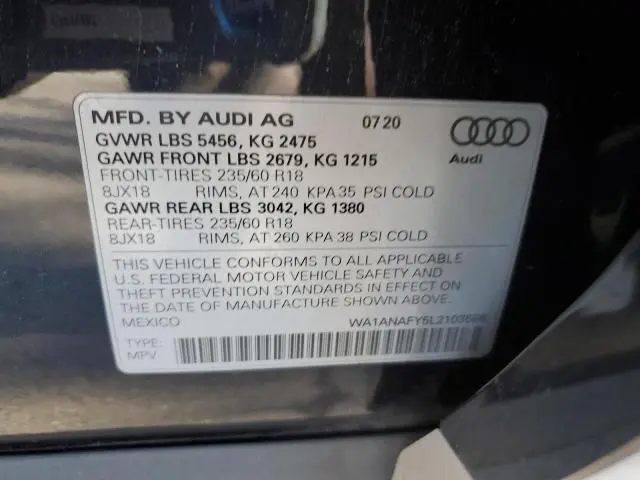 MFD. BY AUDI AG 07 20
GVWR LBS 5456, KG 2475
GAWR FRONT LBS 2679, KG 1215
FRONT-TIRES 235/60 R18
8JX18 RIMS, AT 240 KPA 35 PSI COLD
GAWR REAR LBS 3042, KG 1380
REAR-TIRES 235/60 R18
8JX18 RIMS, AT 260 KPA 38 PSI COLD
Audi
THIS VEHICLE CONFORMS TO ALL APPLICABLE
U.S. FEDERAL MOTOR VEHICLE SAFETY AND
THEFT PREVENTION STANDARDS IN EFFECT ON
THE DATE OF MANUFACTURE SHOWN ABOVE.
MEXICO
TYPE:
MPV